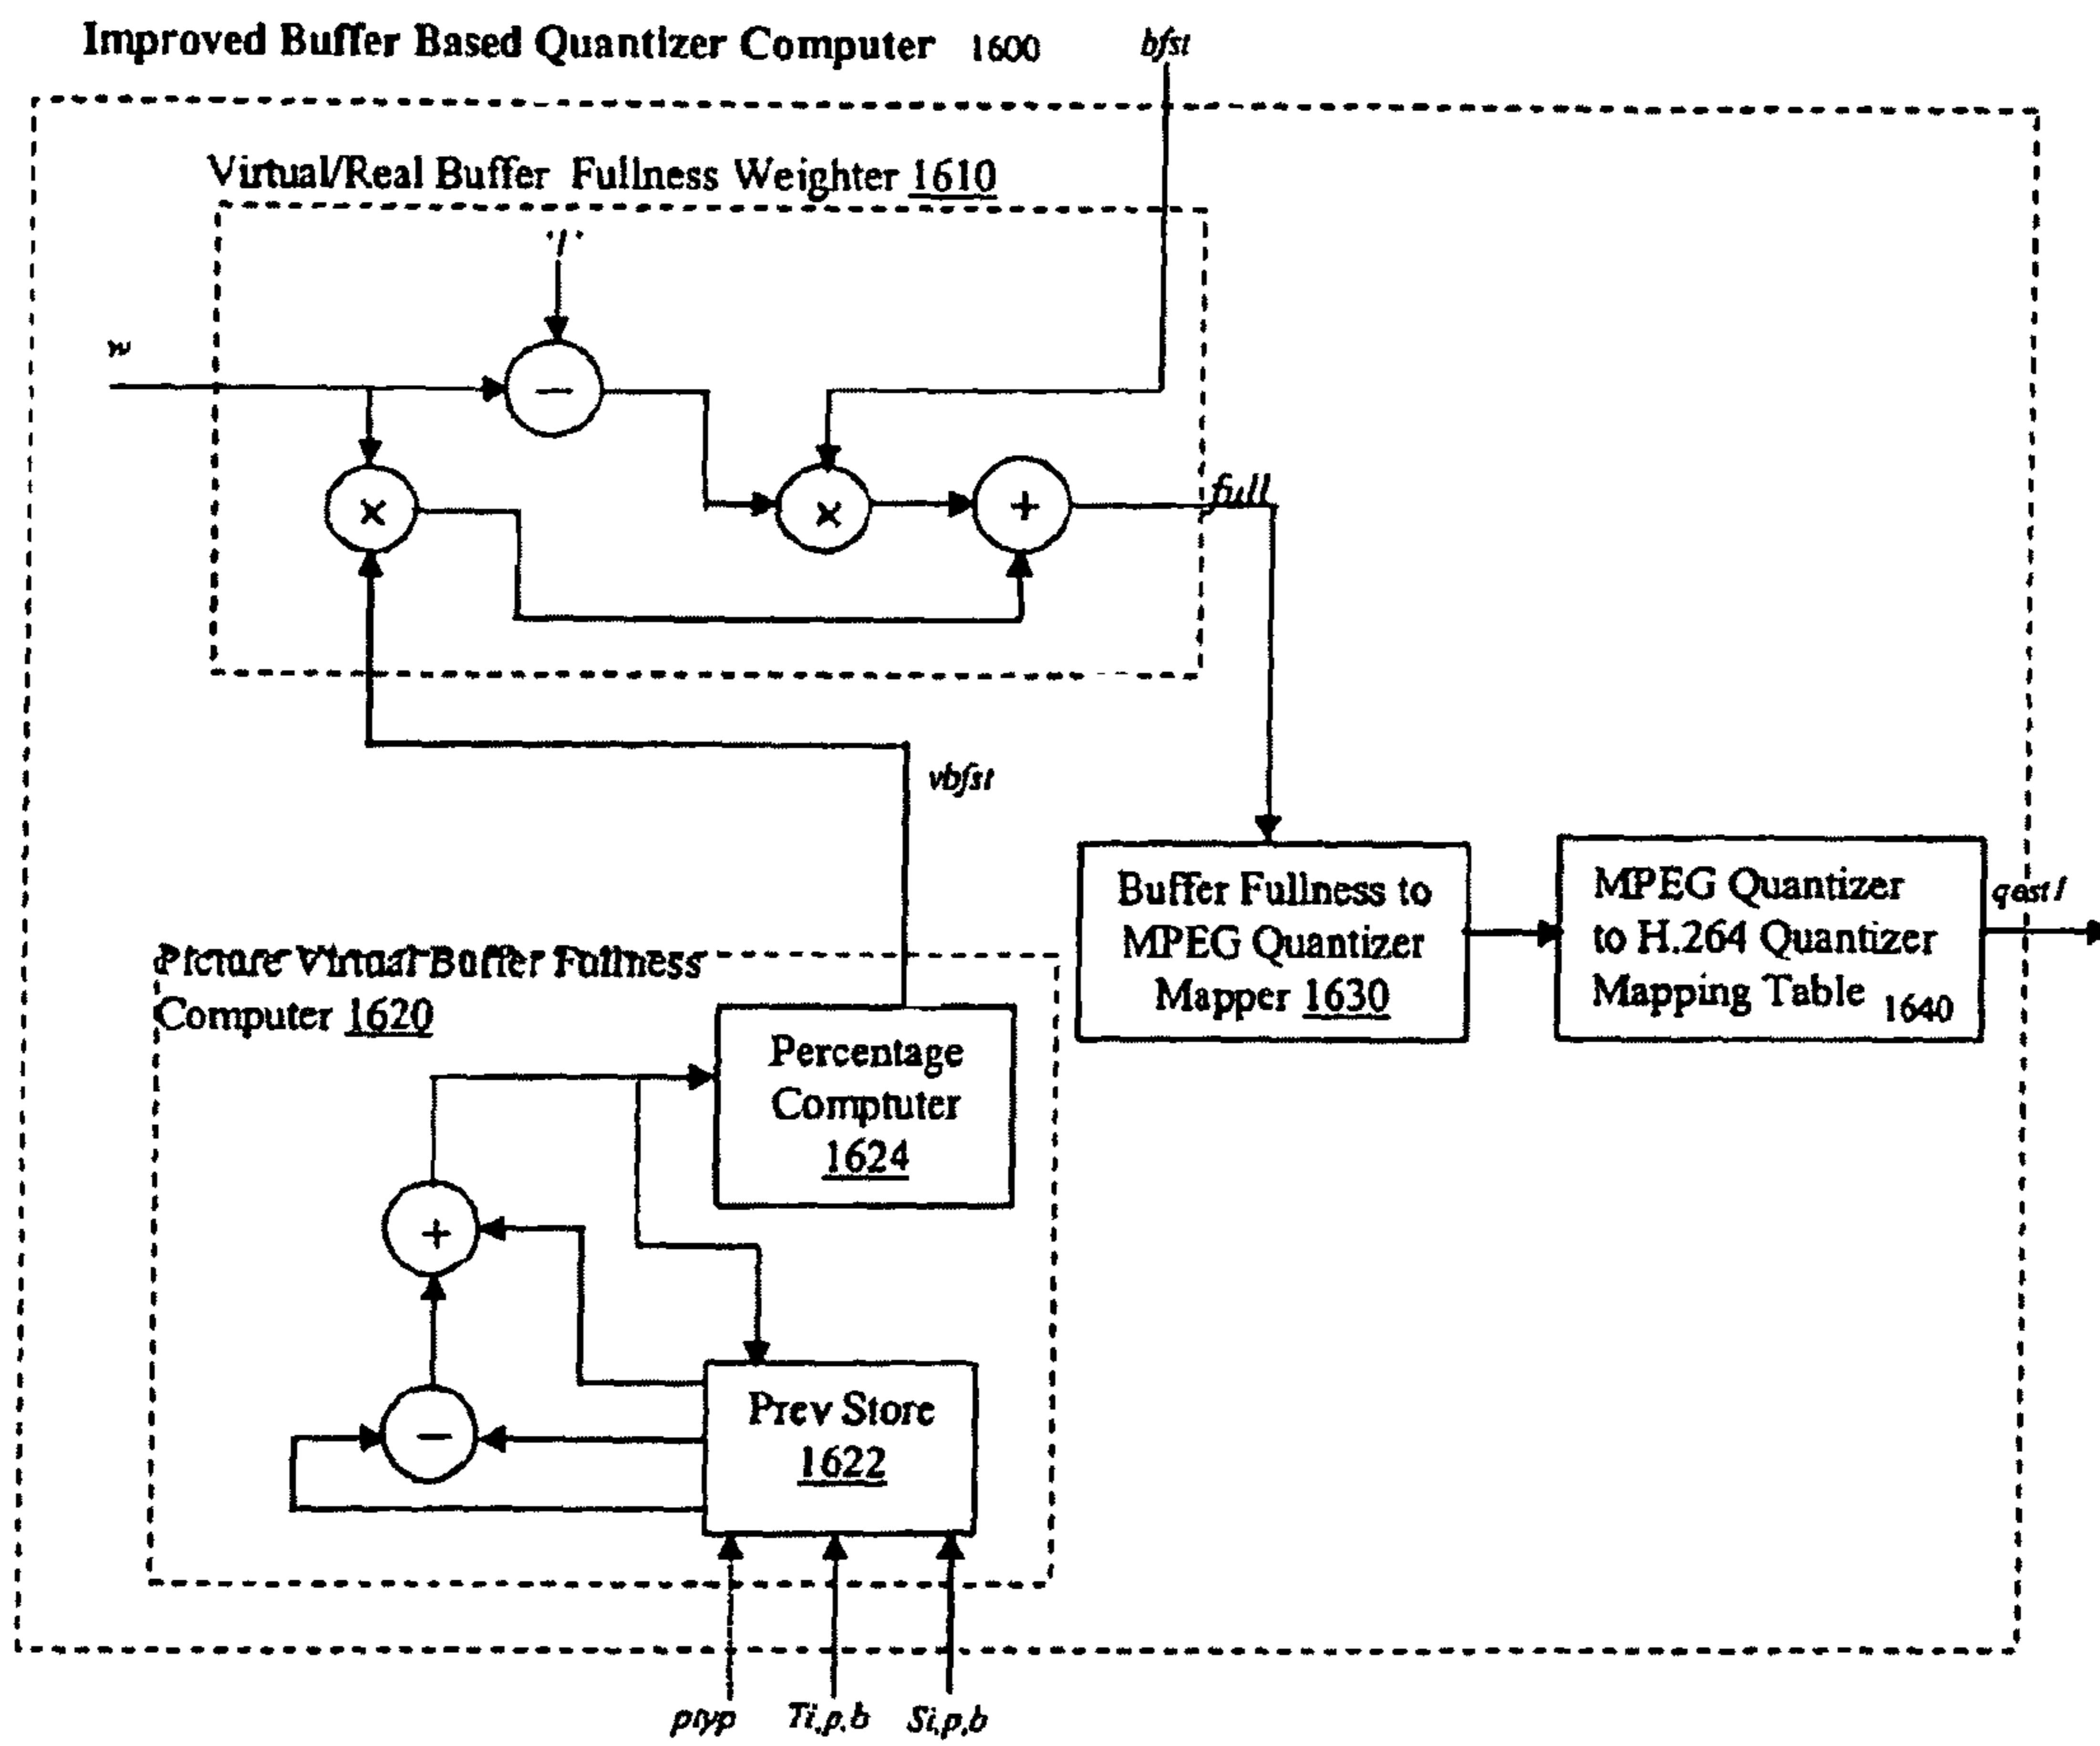 Improved Buffer Based Quantizer Computer 1600
bfst
Virtual/Real Buffer Fullness Weighter 1610
w
−
×
×
+
full
vbfst
Buffer Fullness to
MPEG Quantizer
Mapper 1630
MPEG Quantizer
to H.264 Quantizer
Mapping Table 1640
qest1
Picture Virtual Buffer Fullness
Computer 1620
Percentage
Comptuter
1624
+
−
Prev Store
1622
ptyp
Ti,p,b
Si,p,b